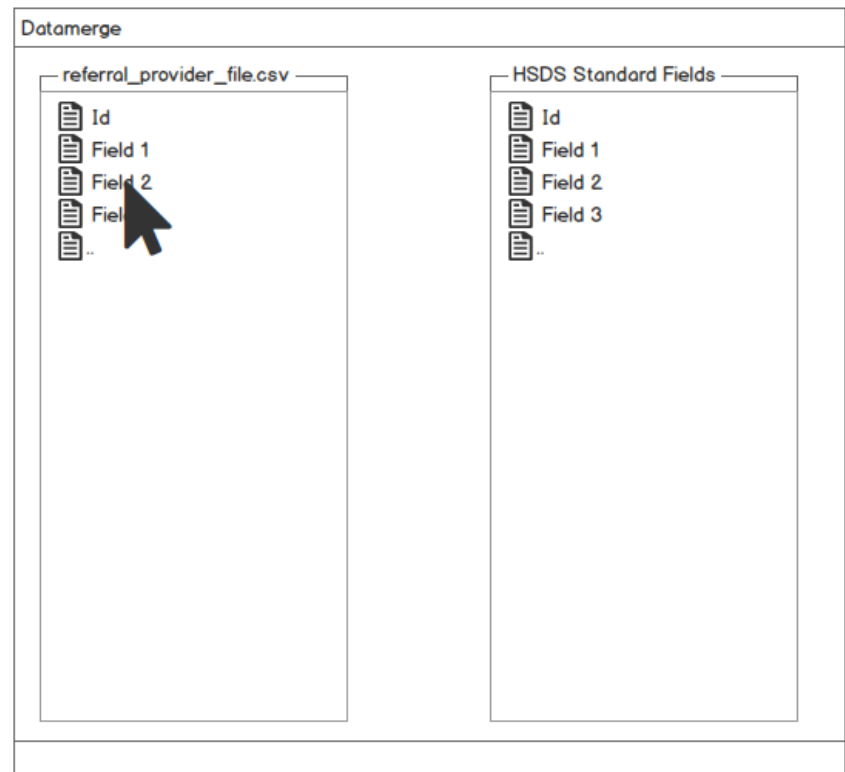 Datamerge
referral_provider_file.csv
Id
Field 1
Field 2
..
HSDS Standard Fields
Id
Field 1
Field 2
Field 3
..